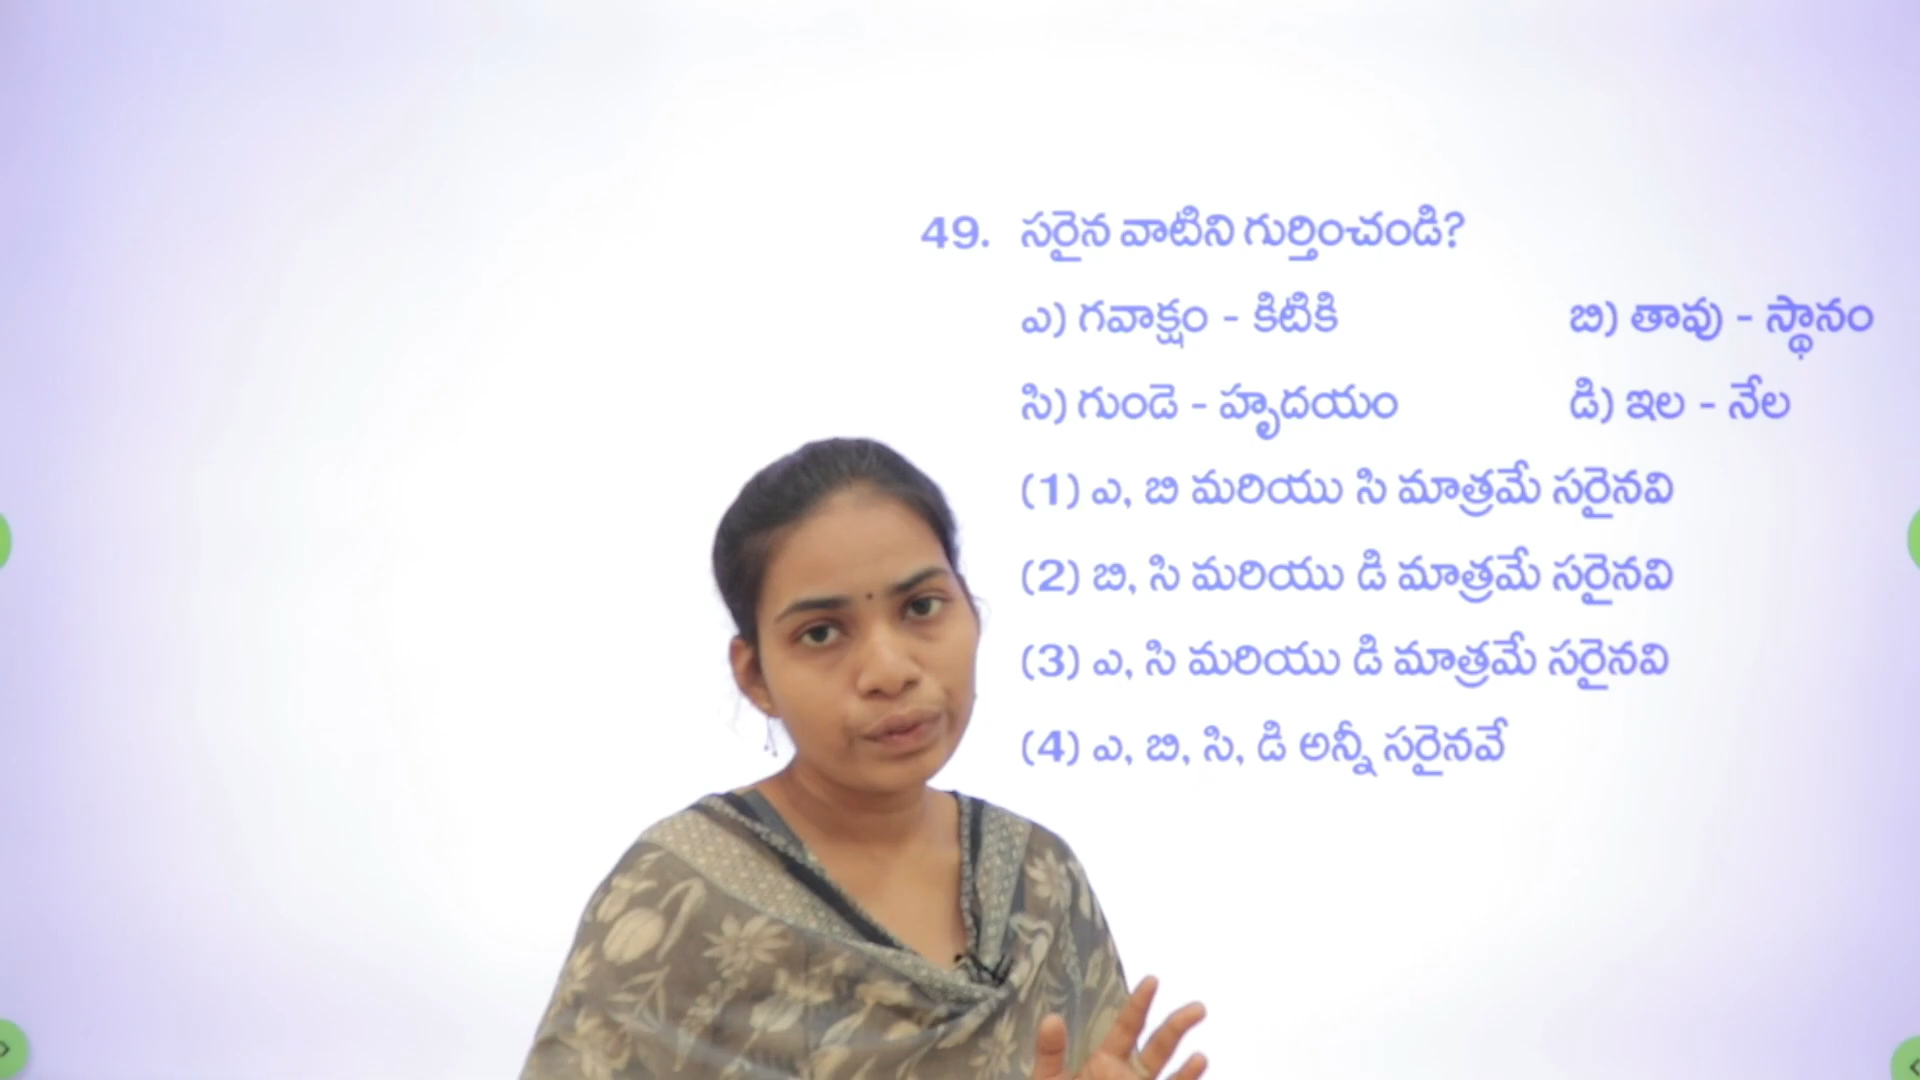 49. సరైన వాటిని గుర్తించండి?
ఎ) గవాక్షం - కిటికి బి) తావు - స్థానం
సి) గుండె - హృదయం డి) ఇల - నేల
(1) ఎ, బి మరియు సి మాత్రమే సరైనవి
(2) బి, సి మరియు డి మాత్రమే సరైనవి
(3) ఎ, సి మరియు డి మాత్రమే సరైనవి
(4) ఎ, బి, సి, డి అన్నీ సరైనవే